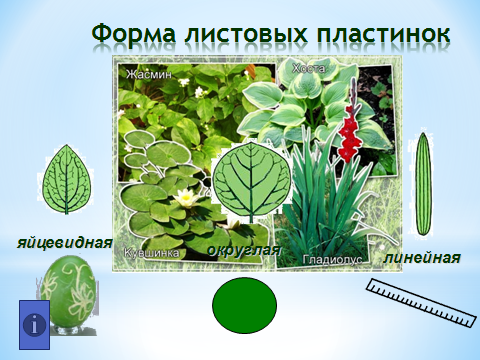 Форма листовых пластинок
Жасмин
Хоста
яйцевидная
Кувшинка
округлая
Гладиолус
линейная
i